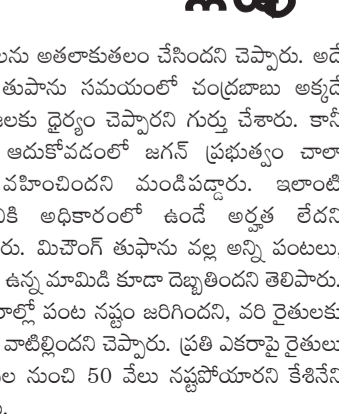 లను అతలాకుతలం చేసిందని చెప్పారు. అదే
తుపాను సమయంలో చంద్రబాబు అక్కడే
జలకు ధైర్యం చెప్పారని గుర్తు చేశారు. కానీ
ఆదుకోవడంలో జగన్ ప్రభుత్వం చాలా
వహించిందని మండిపడ్డారు. ఇలాంటి
కి అధికారంలో ఉండే అర్హత లేదని
రు. మిచౌంగ్ తుఫాను వల్ల అన్ని పంటలు,
ఉన్న మామిడి కూడా దెబ్బతిందని తెలిపారు.
రాల్లో పంట నష్టం జరిగిందని, వరి రైతులకు
వాటిల్లిందని చెప్పారు. ప్రతి ఎకరాపై రైతులు
ల నుంచి 50 వేలు నష్టపోయారని కేశినేని